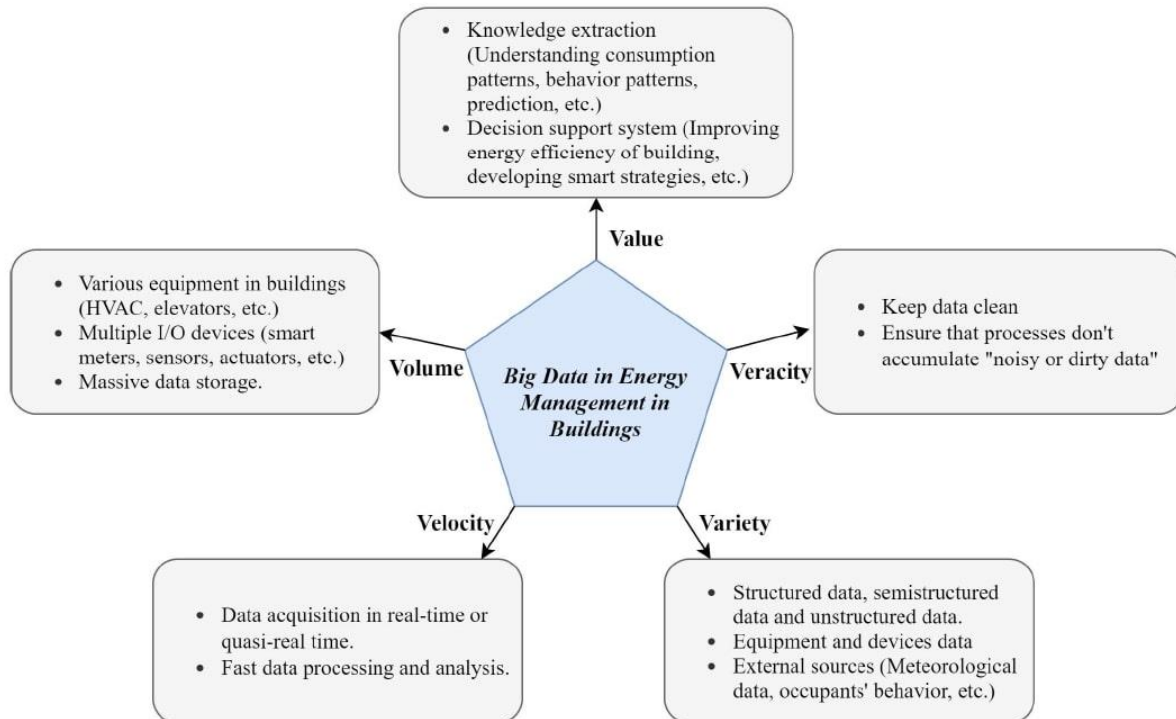 • Knowledge extraction
(Understanding consumption
patterns, behavior patterns,
prediction, etc.)
• Decision support system (Improving
energy efficiency of building,
developing smart strategies, etc.)
Value
• Various equipment in buildings
(HVAC, elevators, etc.)
• Multiple I/O devices (smart
meters, sensors, actuators, etc.)
• Massive data storage.
Volume
Big Data in Energy
Management in
Buildings
Veracity
• Keep data clean
• Ensure that processes don't
accumulate "noisy or dirty data"
Velocity
• Data acquisition in real-time or
quasi-real time.
• Fast data processing and analysis.
Variety
• Structured data, semistructured
data and unstructured data.
• Equipment and devices data
• External sources (Meteorological
data, occupants' behavior, etc.)